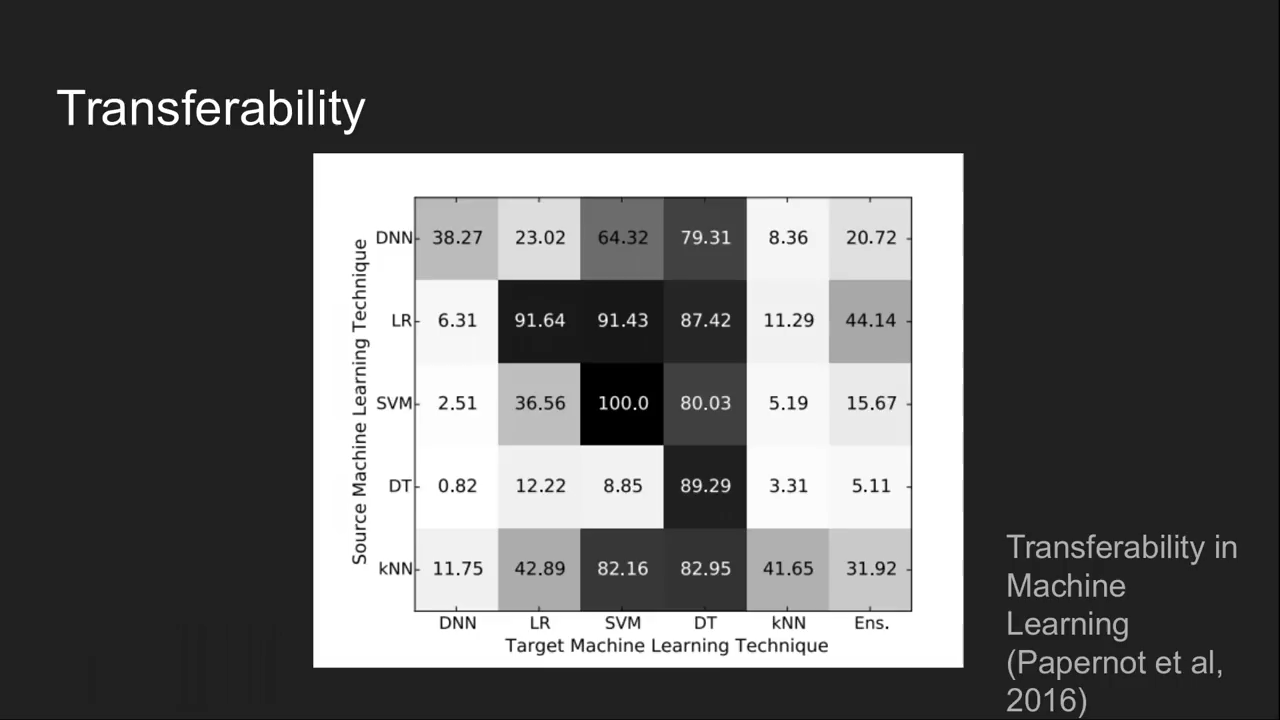 Transferability
Source Machine Learning Technique
DNN 38.27 23.02 64.32 79.31 8.36 20.72
LR 6.31 91.64 91.43 87.42 11.29 44.14
SVM 2.51 36.56 100.0 80.03 5.19 15.67
DT 0.82 12.22 8.85 89.29 3.31 5.11
kNN 11.75 42.89 82.16 82.95 41.65 31.92
DNN LR SVM DT kNN Ens.
Target Machine Learning Technique
Transferability in
Machine
Learning
(Papernot et al,
2016)